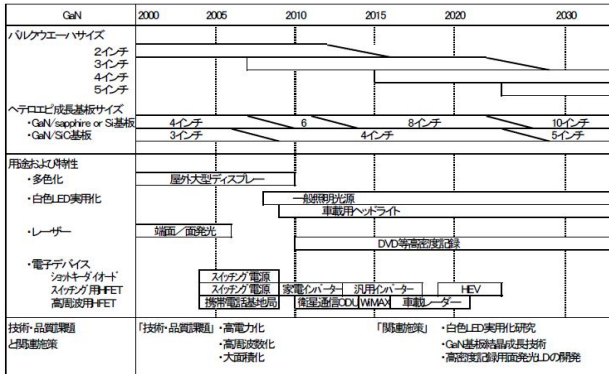 GaN 2000 2005 2010 2015 2020 2030
バルクウエーハサイズ
2インチ
3インチ
4インチ
5インチ
ヘテロエピ成長基板サイズ
・GaN/sapphire or Si基板 4インチ 6 8インチ 10インチ
・GaN/SiC基板 3インチ 4インチ 5インチ
用途および特性
・多色化 屋外大型ディスプレー
・白色LED実用化 一般照明光源
車載用ヘッドライト
・レーザー 端面／面発光
DVD等高密度記録
・電子デバイス
ショットキーダイオード スイッチング電源
スイッチング用HFET スイッチング電源 家電インバーター 汎用インバーター HEV
高周波用HFET 携帯電話基地局 衛星通信ODU WiMAX 車載レーダー
技術・品質課題 「技術・品質課題」・高電力化 「関連施策」 ・白色LED実用化研究
と関連施策 ・高周波数化 ・GaN基板結晶成長技術
・大面積化 ・高密度記録用面発光LDの開発